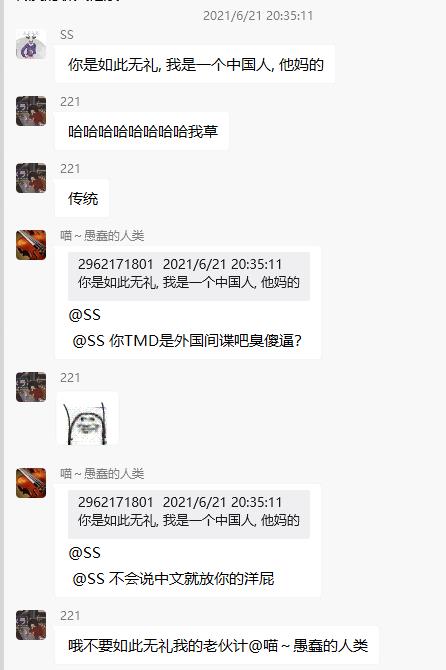 2021/6/21 20:35:11
SS
你是如此无礼, 我是一个中国人, 他妈的
221
哈哈哈哈哈哈哈哈我草
221
传统
喵～愚蠢的人类
2962171801 2021/6/21 20:35:11
你是如此无礼, 我是一个中国人, 他妈的
@SS
@SS 你TMD是外国间谍吧臭傻逼?
221
喵～愚蠢的人类
2962171801 2021/6/21 20:35:11
你是如此无礼, 我是一个中国人, 他妈的
@SS
@SS 不会说中文就放你的洋屁
221
哦不要如此无礼我的老伙计@喵～愚蠢的人类